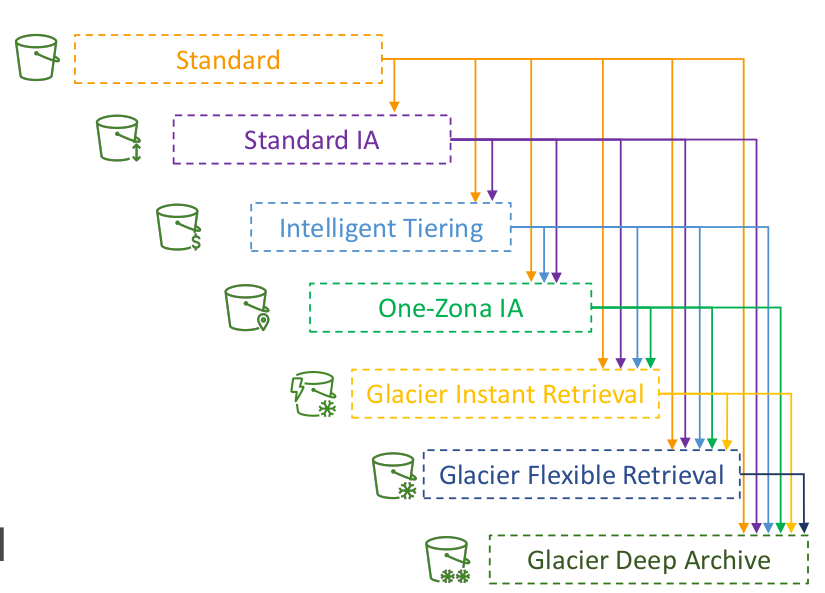 Standard
Standard IA
Intelligent Tiering
One-Zona IA
Glacier Instant Retrieval
Glacier Flexible Retrieval
Glacier Deep Archive